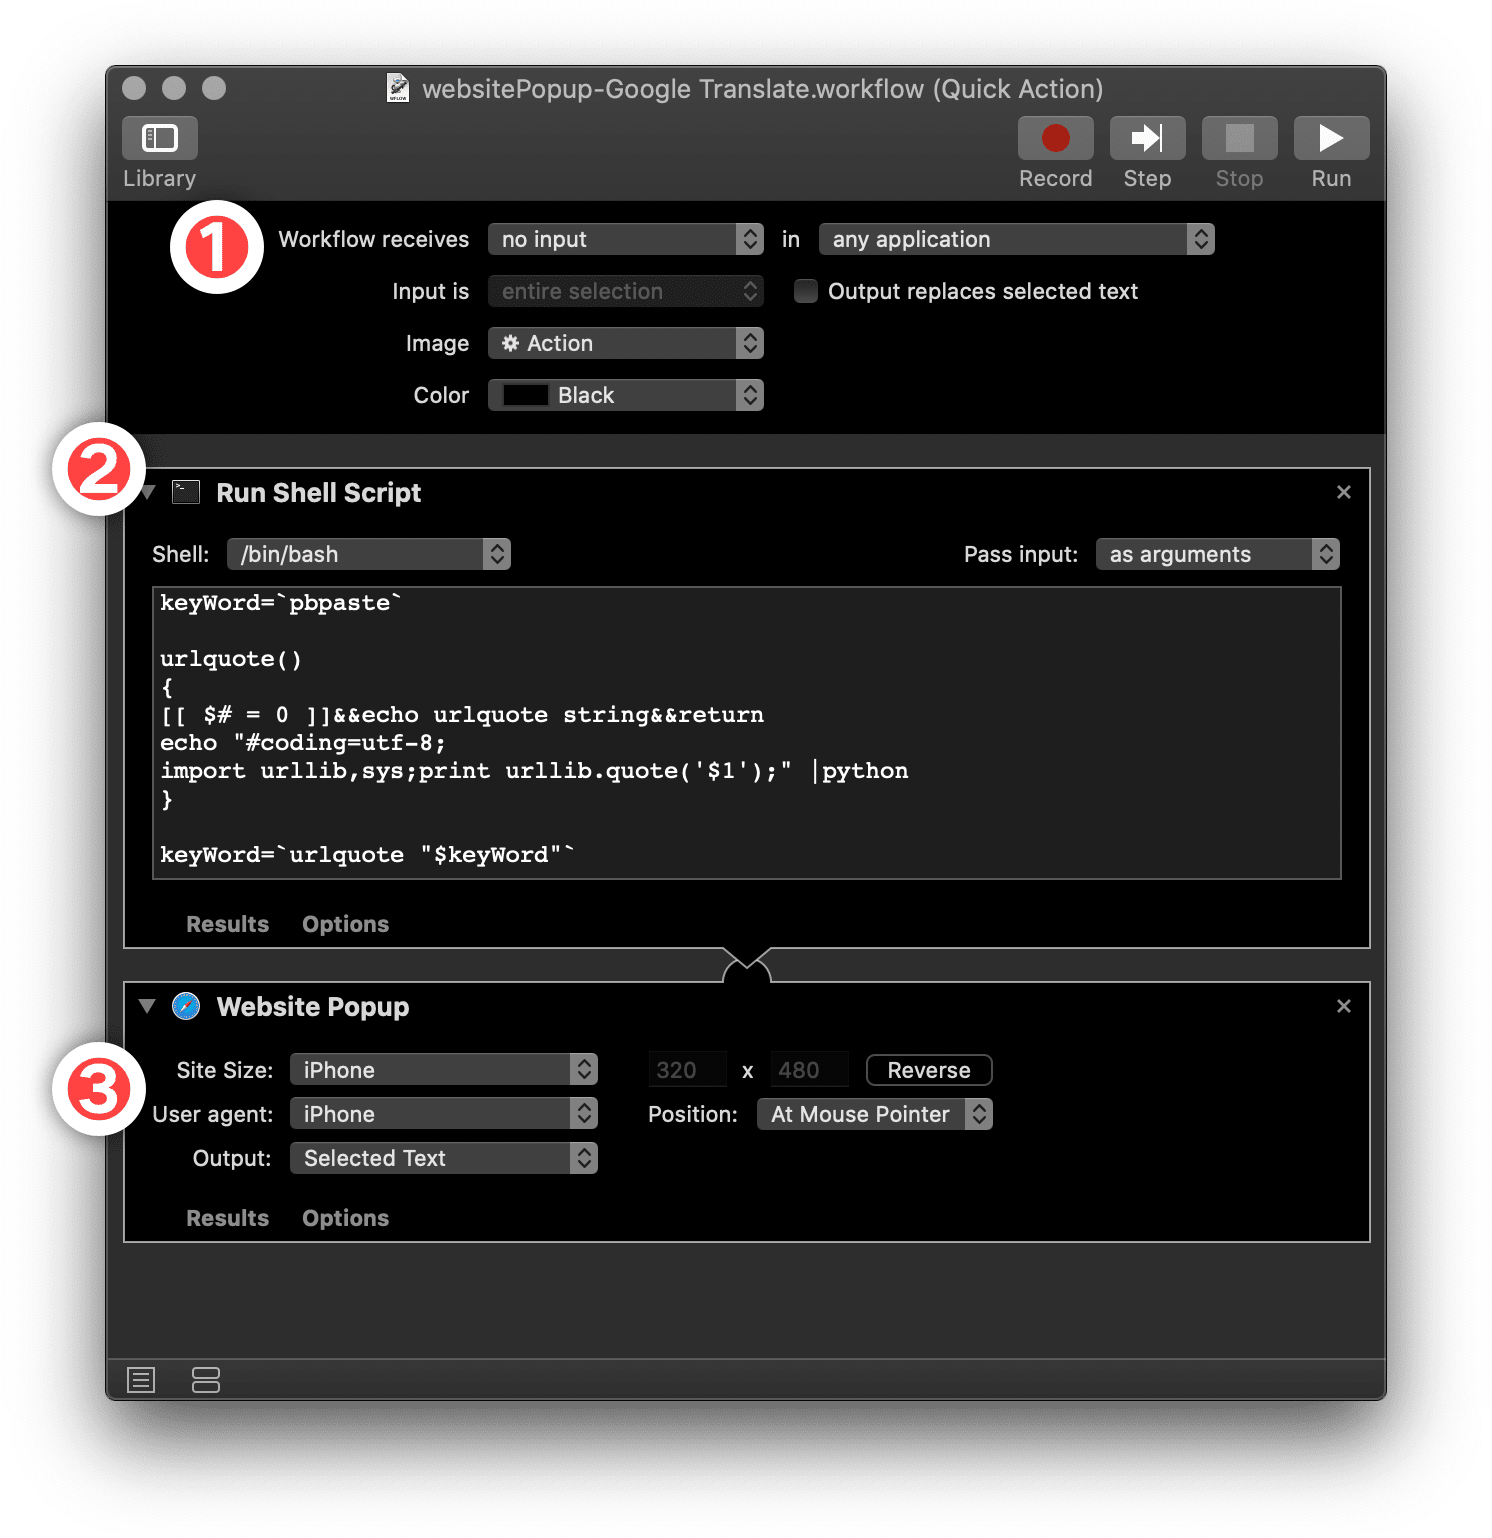 websitePopup-Google Translate.workflow (Quick Action)
Library Record Step Stop Run
1 Workflow receives no input in any application
Input is entire selection Output replaces selected text
Image Action
Color Black
2 Run Shell Script
Shell: /bin/bash Pass input: as arguments
keyWord=`pbpaste`
urlquote()
{
[[ $# = 0 ]]&&echo urlquote string&&return
echo "#coding=utf-8;
import urllib,sys;print urllib.quote('$1');" |python
}
keyWord=`urlquote "$keyWord"`
Results Options
Website Popup
3 Site Size: iPhone 320 x 480 Reverse
User agent: iPhone Position: At Mouse Pointer
Output: Selected Text
Results Options